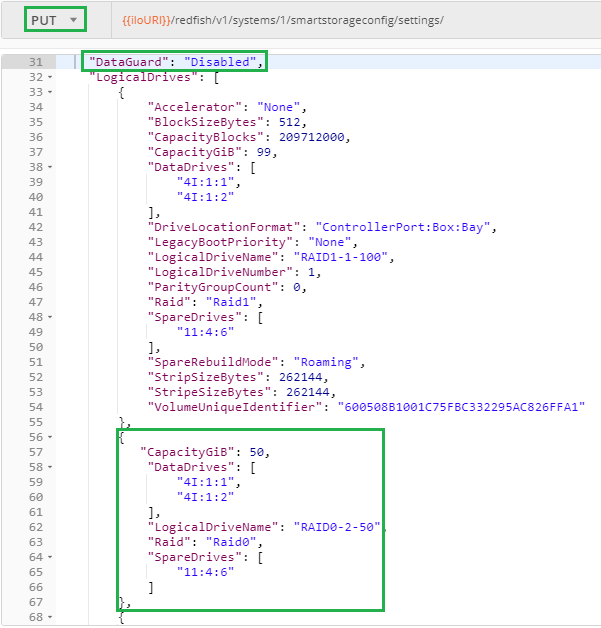 PUT {{iloURI}}/redfish/v1/systems/1/smartstorageconfig/settings/
31 "DataGuard": "Disabled",
32 "LogicalDrives": [
33 {
34 "Accelerator": "None",
35 "BlockSizeBytes": 512,
36 "CapacityBlocks": 209712000,
37 "CapacityGiB": 99,
38 "DataDrives": [
39 "4I:1:1",
40 "4I:1:2"
41 ],
42 "DriveLocationFormat": "ControllerPort:Box:Bay",
43 "LegacyBootPriority": "None",
44 "LogicalDriveName": "RAID1-1-100",
45 "LogicalDriveNumber": 1,
46 "ParityGroupCount": 0,
47 "Raid": "Raid1",
48 "SpareDrives": [
49 "11:4:6"
50 ],
51 "SpareRebuildMode": "Roaming",
52 "StripSizeBytes": 262144,
53 "StripeSizeBytes": 262144,
54 "VolumeUniqueIdentifier": "600508B1001C75FBC332295AC826FFA1"
55 },
56 {
57 "CapacityGiB": 50,
58 "DataDrives": [
59 "4I:1:1",
60 "4I:1:2"
61 ],
62 "LogicalDriveName": "RAID0-2-50",
63 "Raid": "Raid0",
64 "SpareDrives": [
65 "11:4:6"
66 ]
67 },
68 {